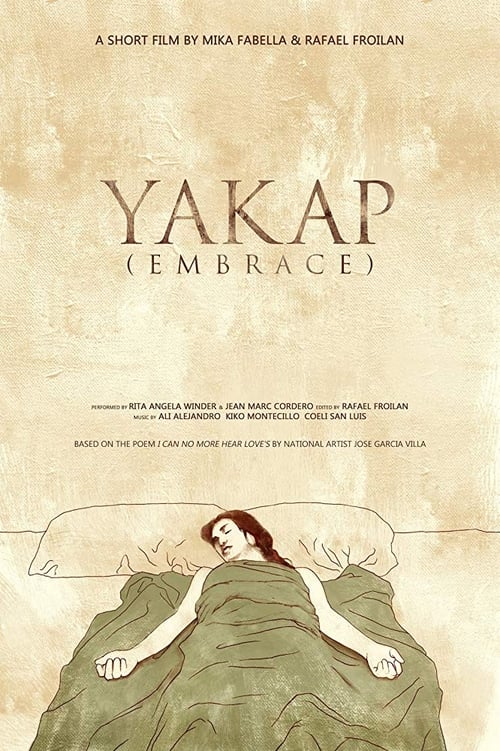 A SHORT FILM BY MIKA FABELLA & RAFAEL FROILAN
YAKAP
(EMBRACE)
PERFORMED BY RITA ANGELA WINDER & JEAN MARC CORDERO EDITED BY RAFAEL FROILAN
MUSIC BY ALI ALEJANDRO KIKO MONTECILLO COELI SAN LUIS
BASED ON THE POEM I CAN NO MORE HEAR LOVE'S BY NATIONAL ARTIST JOSE GARCIA VILLA